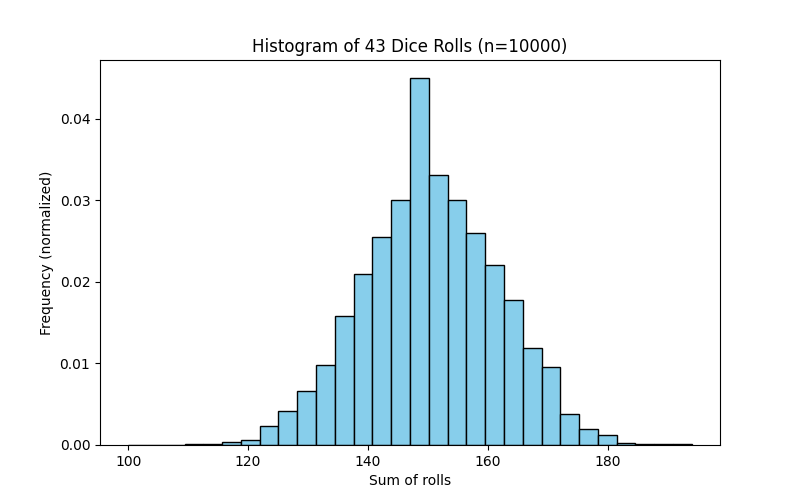 Histogram of 43 Dice Rolls (n=10000)
Frequency (normalized)
0.04
0.03
0.02
0.01
0.00
100 120 140 160 180
Sum of rolls